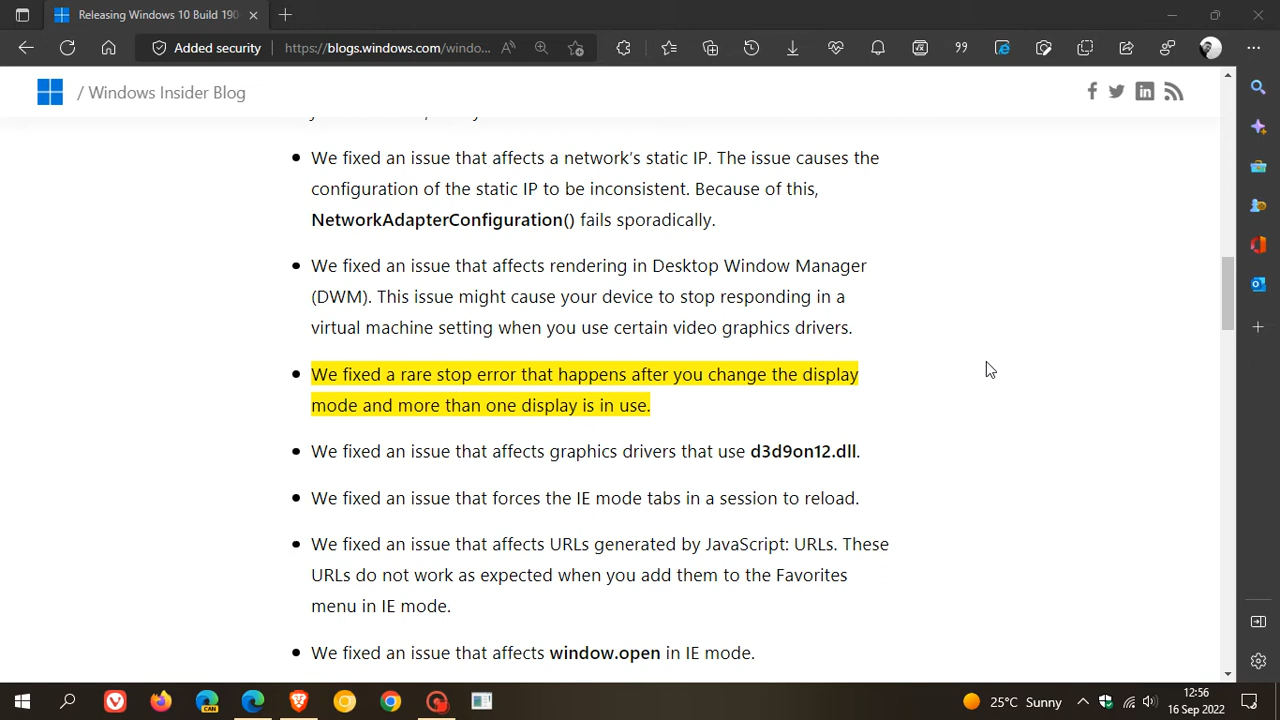 Releasing Windows 10 Build 190
Added security
https://blogs.windows.com/windo...
/ Windows Insider Blog
We fixed an issue that affects a network's static IP. The issue causes the
configuration of the static IP to be inconsistent. Because of this,
NetworkAdapterConfiguration() fails sporadically.
We fixed an issue that affects rendering in Desktop Window Manager
(DWM). This issue might cause your device to stop responding in a
virtual machine setting when you use certain video graphics drivers.
We fixed a rare stop error that happens after you change the display
mode and more than one display is in use.
We fixed an issue that affects graphics drivers that use d3d9on12.dll.
We fixed an issue that forces the IE mode tabs in a session to reload.
We fixed an issue that affects URLs generated by JavaScript: URLs. These
URLs do not work as expected when you add them to the Favorites
menu in IE mode.
We fixed an issue that affects window.open in IE mode.
CAN
25°C Sunny
12:56
16 Sep 2022